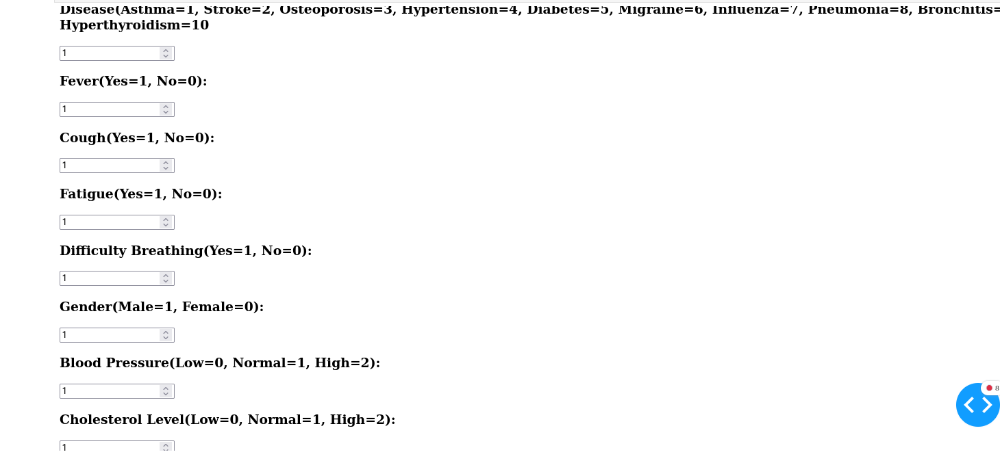 Disease(Asthma=1, Stroke=2, Osteoporosis=3, Hypertension=4, Diabetes=5, Migraine=6, Influenza=7, Pneumonia=8, Bronchitis=
Hyperthyroidism=10
1
Fever(Yes=1, No=0):
1
Cough(Yes=1, No=0):
1
Fatigue(Yes=1, No=0):
1
Difficulty Breathing(Yes=1, No=0):
1
Gender(Male=1, Female=0):
1
Blood Pressure(Low=0, Normal=1, High=2):
1
8
Cholesterol Level(Low=0, Normal=1, High=2):
1